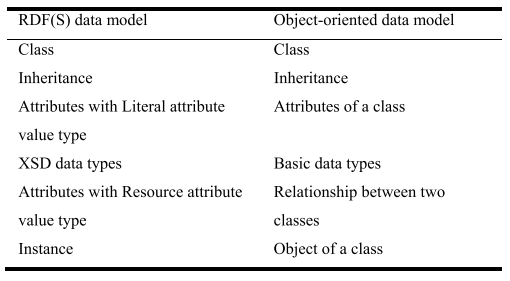 RDF(S) data model Object-oriented data model
Class Class
Inheritance Inheritance
Attributes with Literal attribute Attributes of a class
value type
XSD data types Basic data types
Attributes with Resource attribute Relationship between two
value type classes
Instance Object of a class